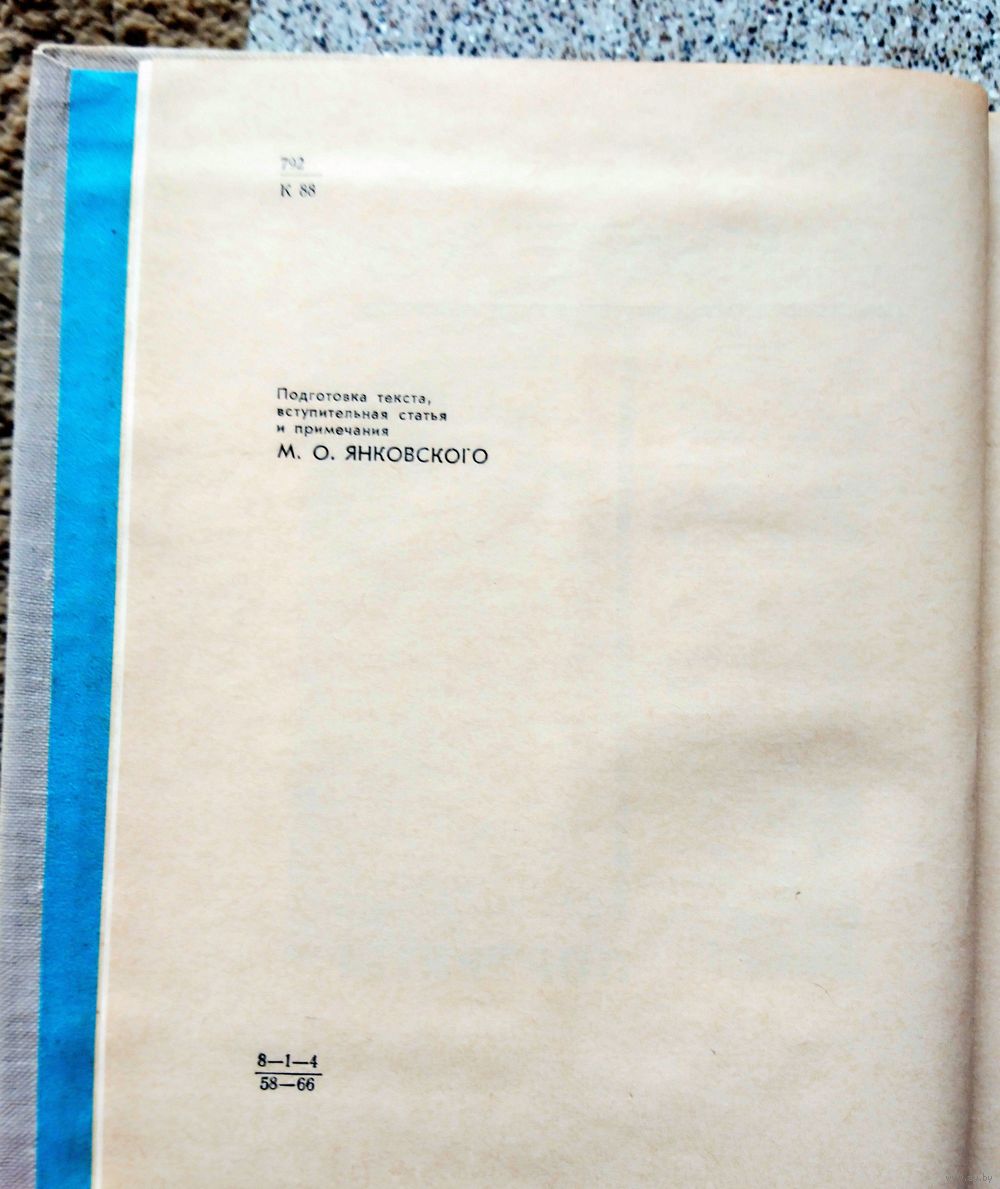 792
К 88
Подготовка текста,
вступительная статья
и примечания
М. О. ЯНКОВСКОГО
8—1—4
58—66